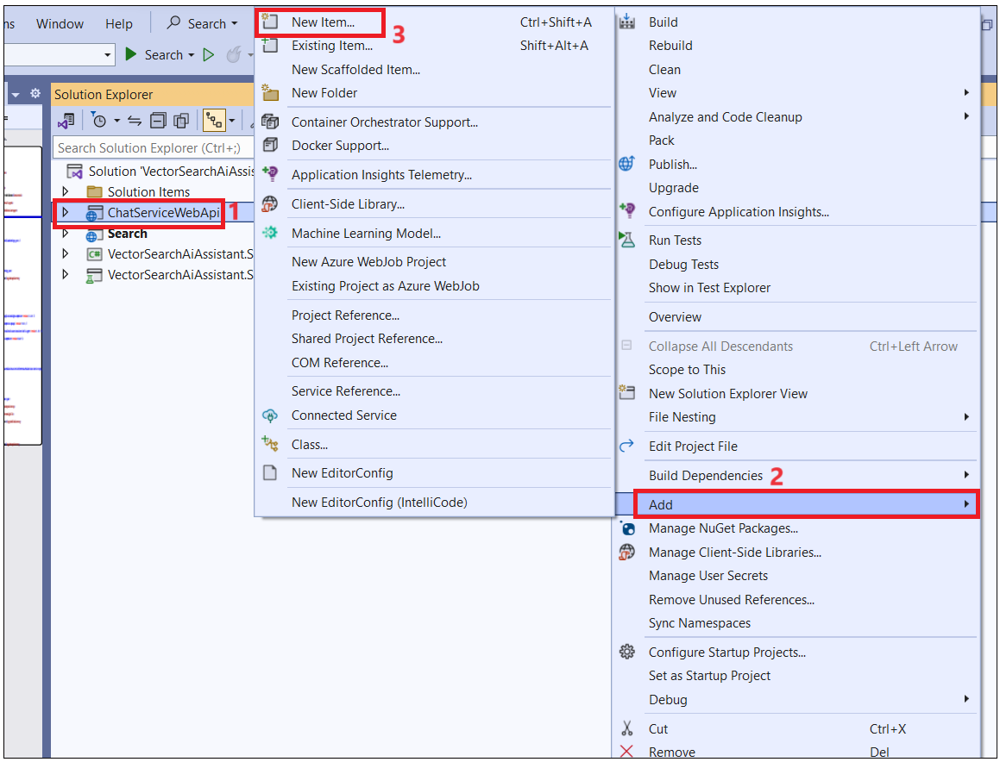 ns Window Help Search
Search
Solution Explorer
Search Solution Explorer (Ctrl+;)
Solution 'VectorSearchAiAssis
Solution Items
ChatServiceWebApi 1
Search
VectorSearchAiAssistant.S
VectorSearchAiAssistant.S
New Item... Ctrl+Shift+A
3
Existing Item... Shift+Alt+A
New Scaffolded Item...
New Folder
Container Orchestrator Support...
Docker Support...
Application Insights Telemetry...
Client-Side Library...
Machine Learning Model...
New Azure WebJob Project
Existing Project as Azure WebJob
Project Reference...
Shared Project Reference...
COM Reference...
Service Reference...
Connected Service
Class...
New EditorConfig
New EditorConfig (IntelliCode)
Build
Rebuild
Clean
View
Analyze and Code Cleanup
Pack
Publish...
Upgrade
Configure Application Insights...
Run Tests
Debug Tests
Show in Test Explorer
Overview
Collapse All Descendants Ctrl+Left Arrow
Scope to This
New Solution Explorer View
File Nesting
Edit Project File
Build Dependencies 2
Add
Manage NuGet Packages...
Manage Client-Side Libraries...
Manage User Secrets
Remove Unused References...
Sync Namespaces
Configure Startup Projects...
Set as Startup Project
Debug
Cut Ctrl+X
Remove Del